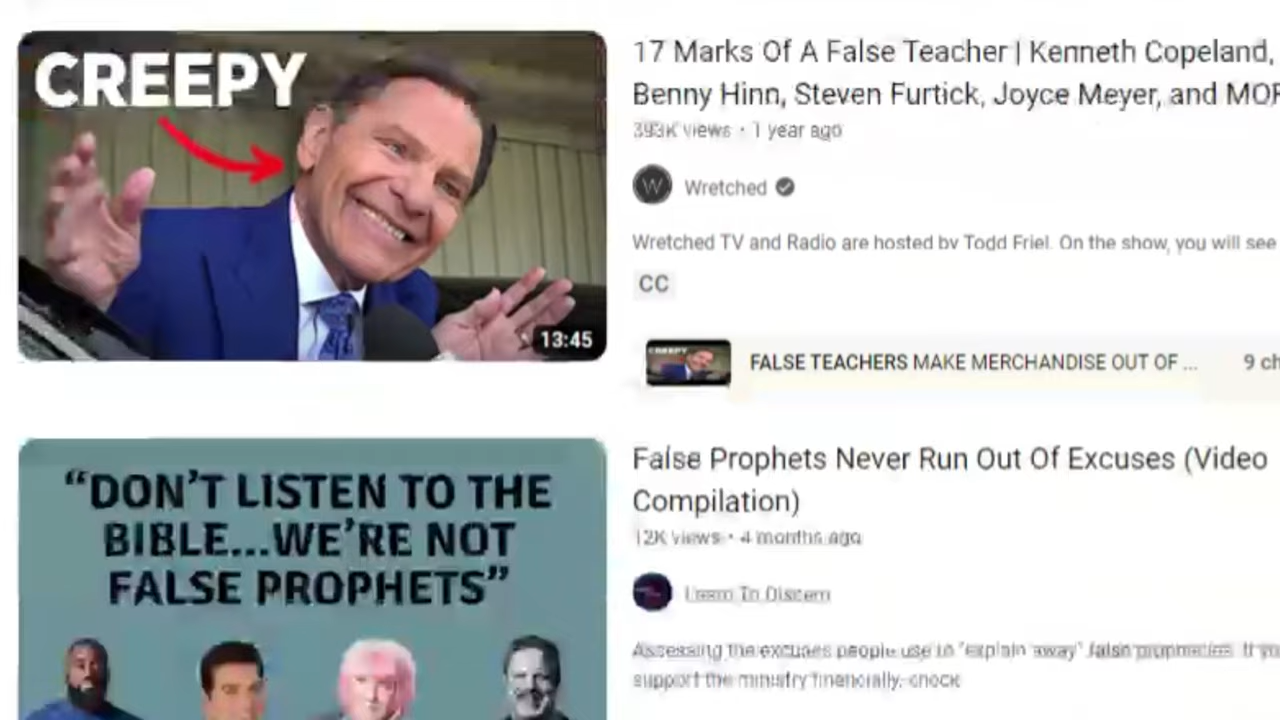 CREEPY
13:45
17 Marks Of A False Teacher | Kenneth Copeland,
Benny Hinn, Steven Furtick, Joyce Meyer, and MOR
393K views • 1 year ago
W
Wretched
Wretched TV and Radio are hosted by Todd Friel. On the show, you will see
CC
CREEPY
FALSE TEACHERS MAKE MERCHANDISE OUT OF ...
9 ch
“DON’T LISTEN TO THE
BIBLE...WE’RE NOT
FALSE PROPHETS”
False Prophets Never Run Out Of Excuses (Video
Compilation)
12K views • 4 months ago
Learn To Discern
Assessing the excuses people use to "explain away" false prophecies. If you
support the ministry financially, check